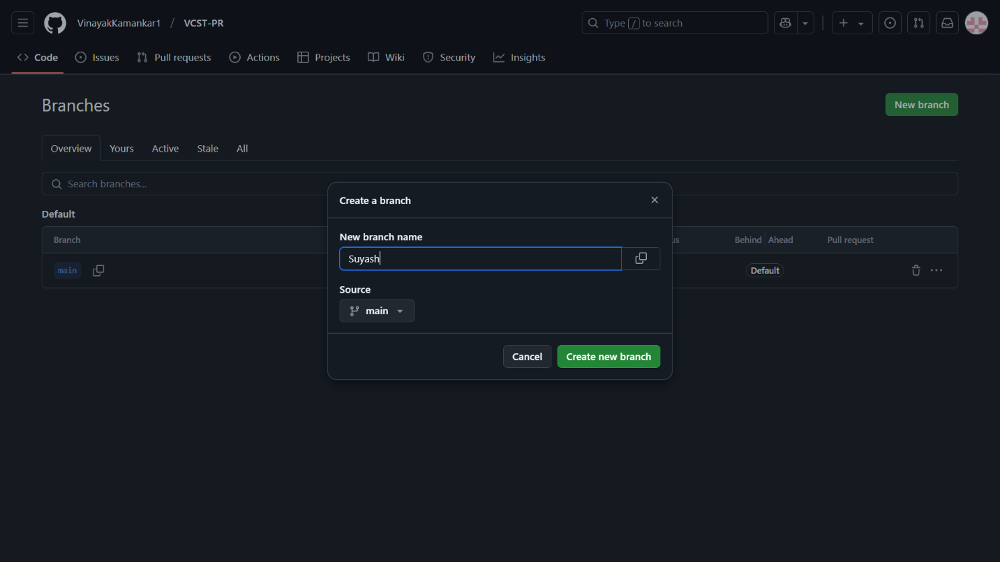 VinayakKamankar1 / VCST-PR
Type / to search
Code Issues Pull requests Actions Projects Wiki Security Insights
Branches
New branch
Overview Yours Active Stale All
Search branches...
Default
Branch
Behind Ahead Pull request
main
Default
Create a branch
New branch name
Suyash
Source
main
Cancel Create new branch